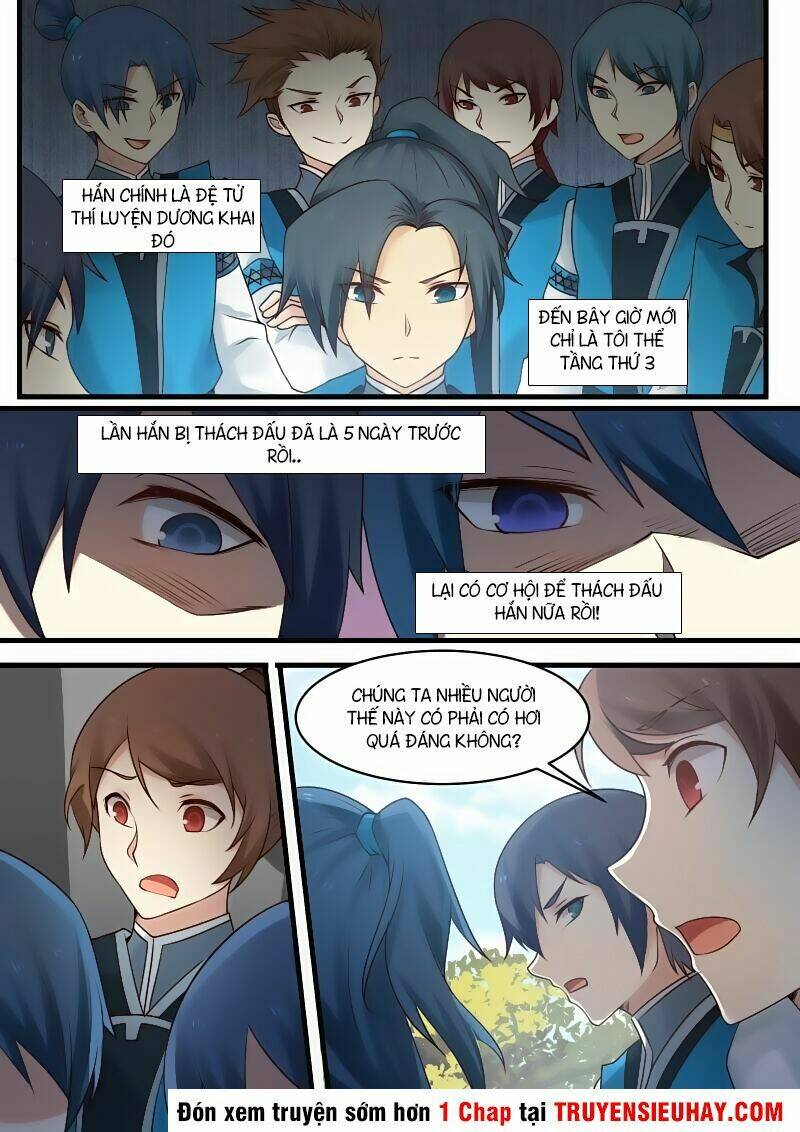 HẮN CHÍNH LÀ ĐỆ TỬ
THÍ LUYỆN DƯƠNG KHAI
ĐÓ
ĐẾN BÂY GIỜ MỚI
CHỈ LÀ TÔI THỂ
TẦNG THỨ 3
LẦN HẮN BỊ THÁCH ĐẤU ĐÃ LÀ 5 NGÀY TRƯỚC
RỒI..
LẠI CÓ CƠ HỘI ĐỂ THÁCH ĐẤU
HẮN NỮA RỒI!
CHÚNG TA NHIỀU NGƯỜI
THẾ NÀY CÓ PHẢI CÓ HƠI
QUÁ ĐÁNG KHÔNG?
Đón xem truyện sớm hơn 1 Chap tại TRUYENSIEUHAY.COM